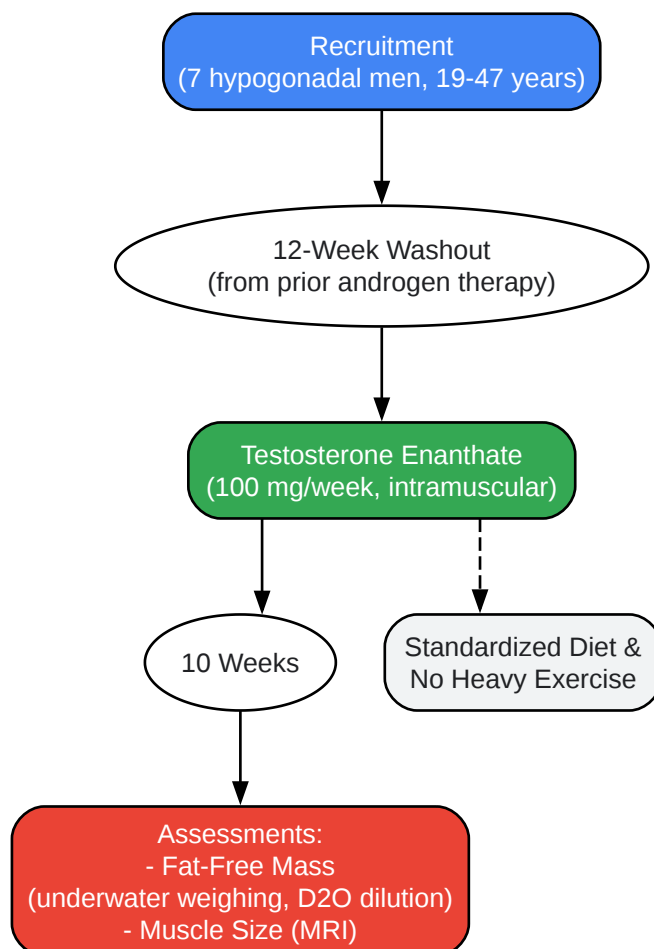 Recruitment
(7 hypogonadal men, 19-47 years)
12-Week Washout
(from prior androgen therapy)
Testosterone Enanthate
(100 mg/week, intramuscular)
10 Weeks
Standardized Diet &
No Heavy Exercise
Assessments:
- Fat-Free Mass
(underwater weighing, D2O dilution)
- Muscle Size (MRI)